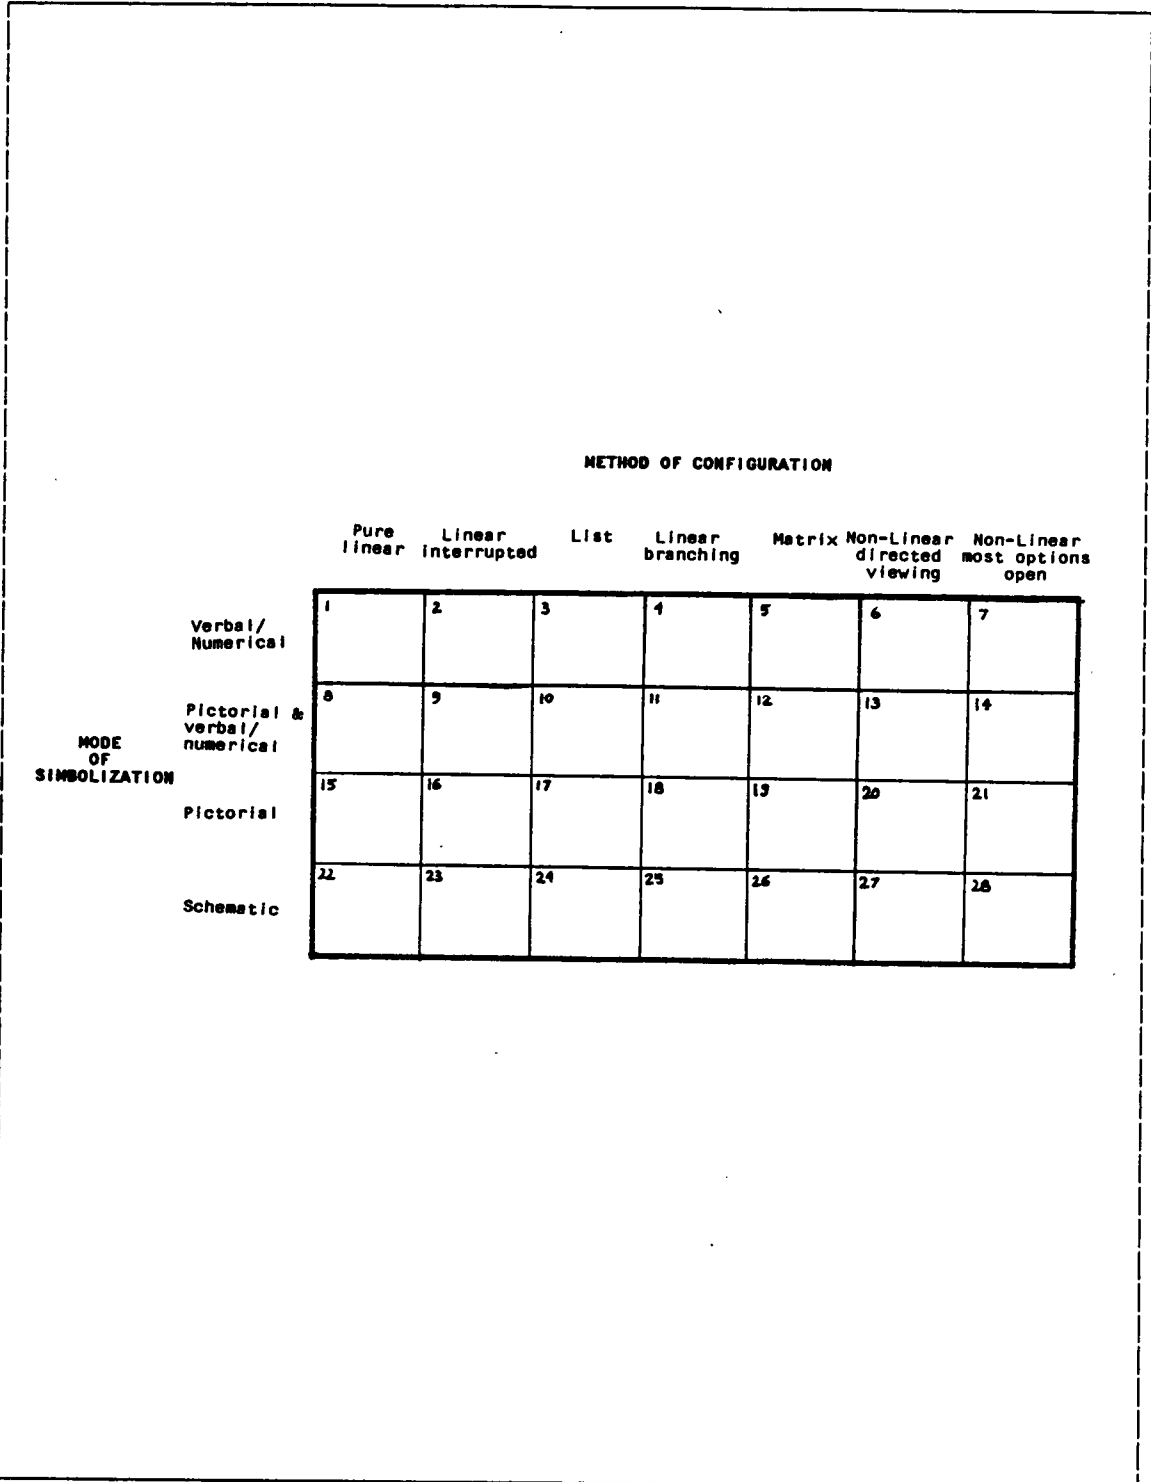 METHOD OF CONFIGURATION
Pure linear
Linear interrupted
List
Linear branching
Matrix
Non-Linear directed viewing
Non-Linear most options open
Verbal/
Numerical
1 2 3 4 5 6 7
Pictorial &
verbal/
numerical
8 9 10 11 12 13 14
MODE
OF
SIMBOLIZATION
Pictorial
15 16 17 18 19 20 21
Schematic
22 23 24 25 26 27 28